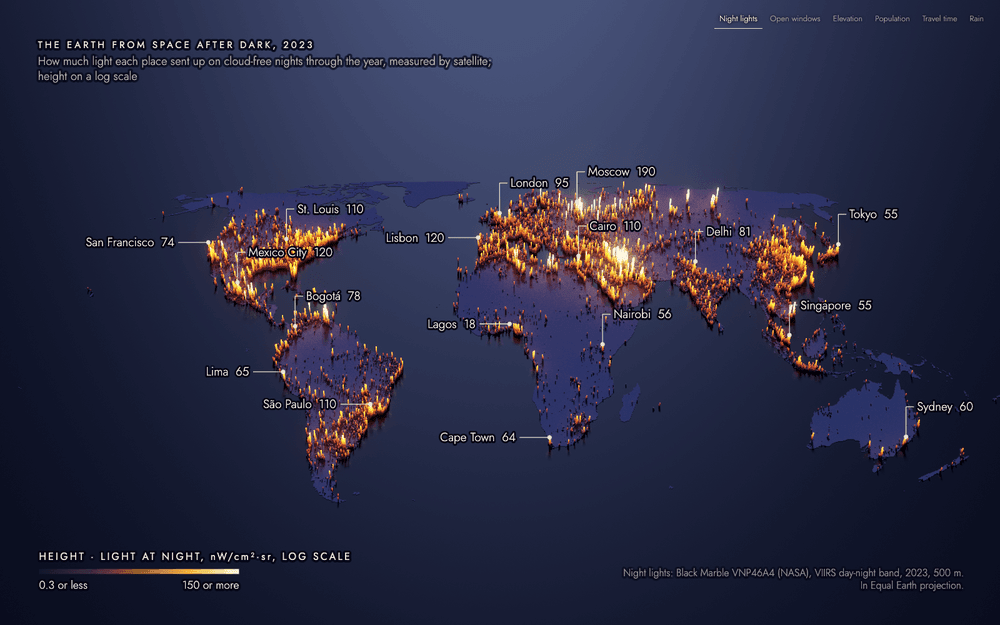 Night lights Open windows Elevation Population Travel time Rain
THE EARTH FROM SPACE AFTER DARK, 2023
How much light each place sent up on cloud-free nights through the year, measured by satellite;
height on a log scale
Moscow 190
London 95
St. Louis 110
Tokyo 55
Cairo 110
Delhi 81
Lisbon 120
San Francisco 74
Mexico City 120
Bogotá 78
Singapore 55
Nairobi 56
Lagos 18
Lima 65
São Paulo 110
Sydney 60
Cape Town 64
HEIGHT - LIGHT AT NIGHT, nW/cm²·sr, LOG SCALE
0.3 or less 150 or more
Night lights: Black Marble VNP46A4 (NASA), VIIRS day-night band, 2023, 500 m.
In Equal Earth projection.